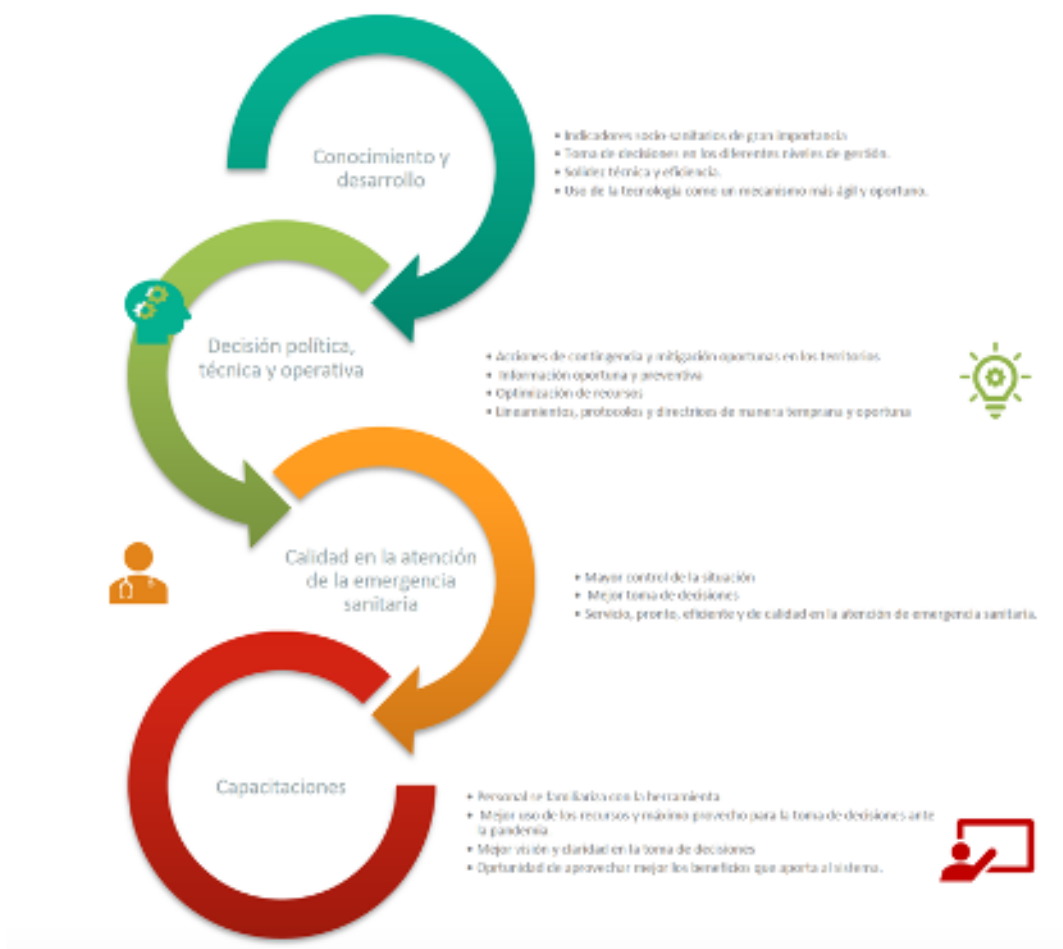 Conocimiento y
desarrollo
• Indicadores socio-sanitarios de gran importancia
• Toma de decisiones en los diferentes niveles de gestión.
• Solidez técnica y eficiencia.
• Uso de la tecnología como un mecanismo más ágil y oportuno.
Decisión política,
técnica y operativa
• Acciones de contingencia y mitigación oportunas en los territorios
• Información oportuna y preventiva
• Optimización de recursos
• Lineamientos, protocolos y directrices de manera temprana y oportuna
Calidad en la atención
de la emergencia
sanitaria
• Mayor control de la situación
• Mejor toma de decisiones
• Servicio, pronto, eficiente y de calidad en la atención de emergencia sanitaria.
Capacitaciones
• Personal se familiariza con la herramienta
• Mejor uso de los recursos y máximo provecho para la toma de decisiones ante
la pandemia
• Mejor visión y claridad en la toma de decisiones
• Oprtunidad de aprovechar mejor los beneficios que aporta al sistema.